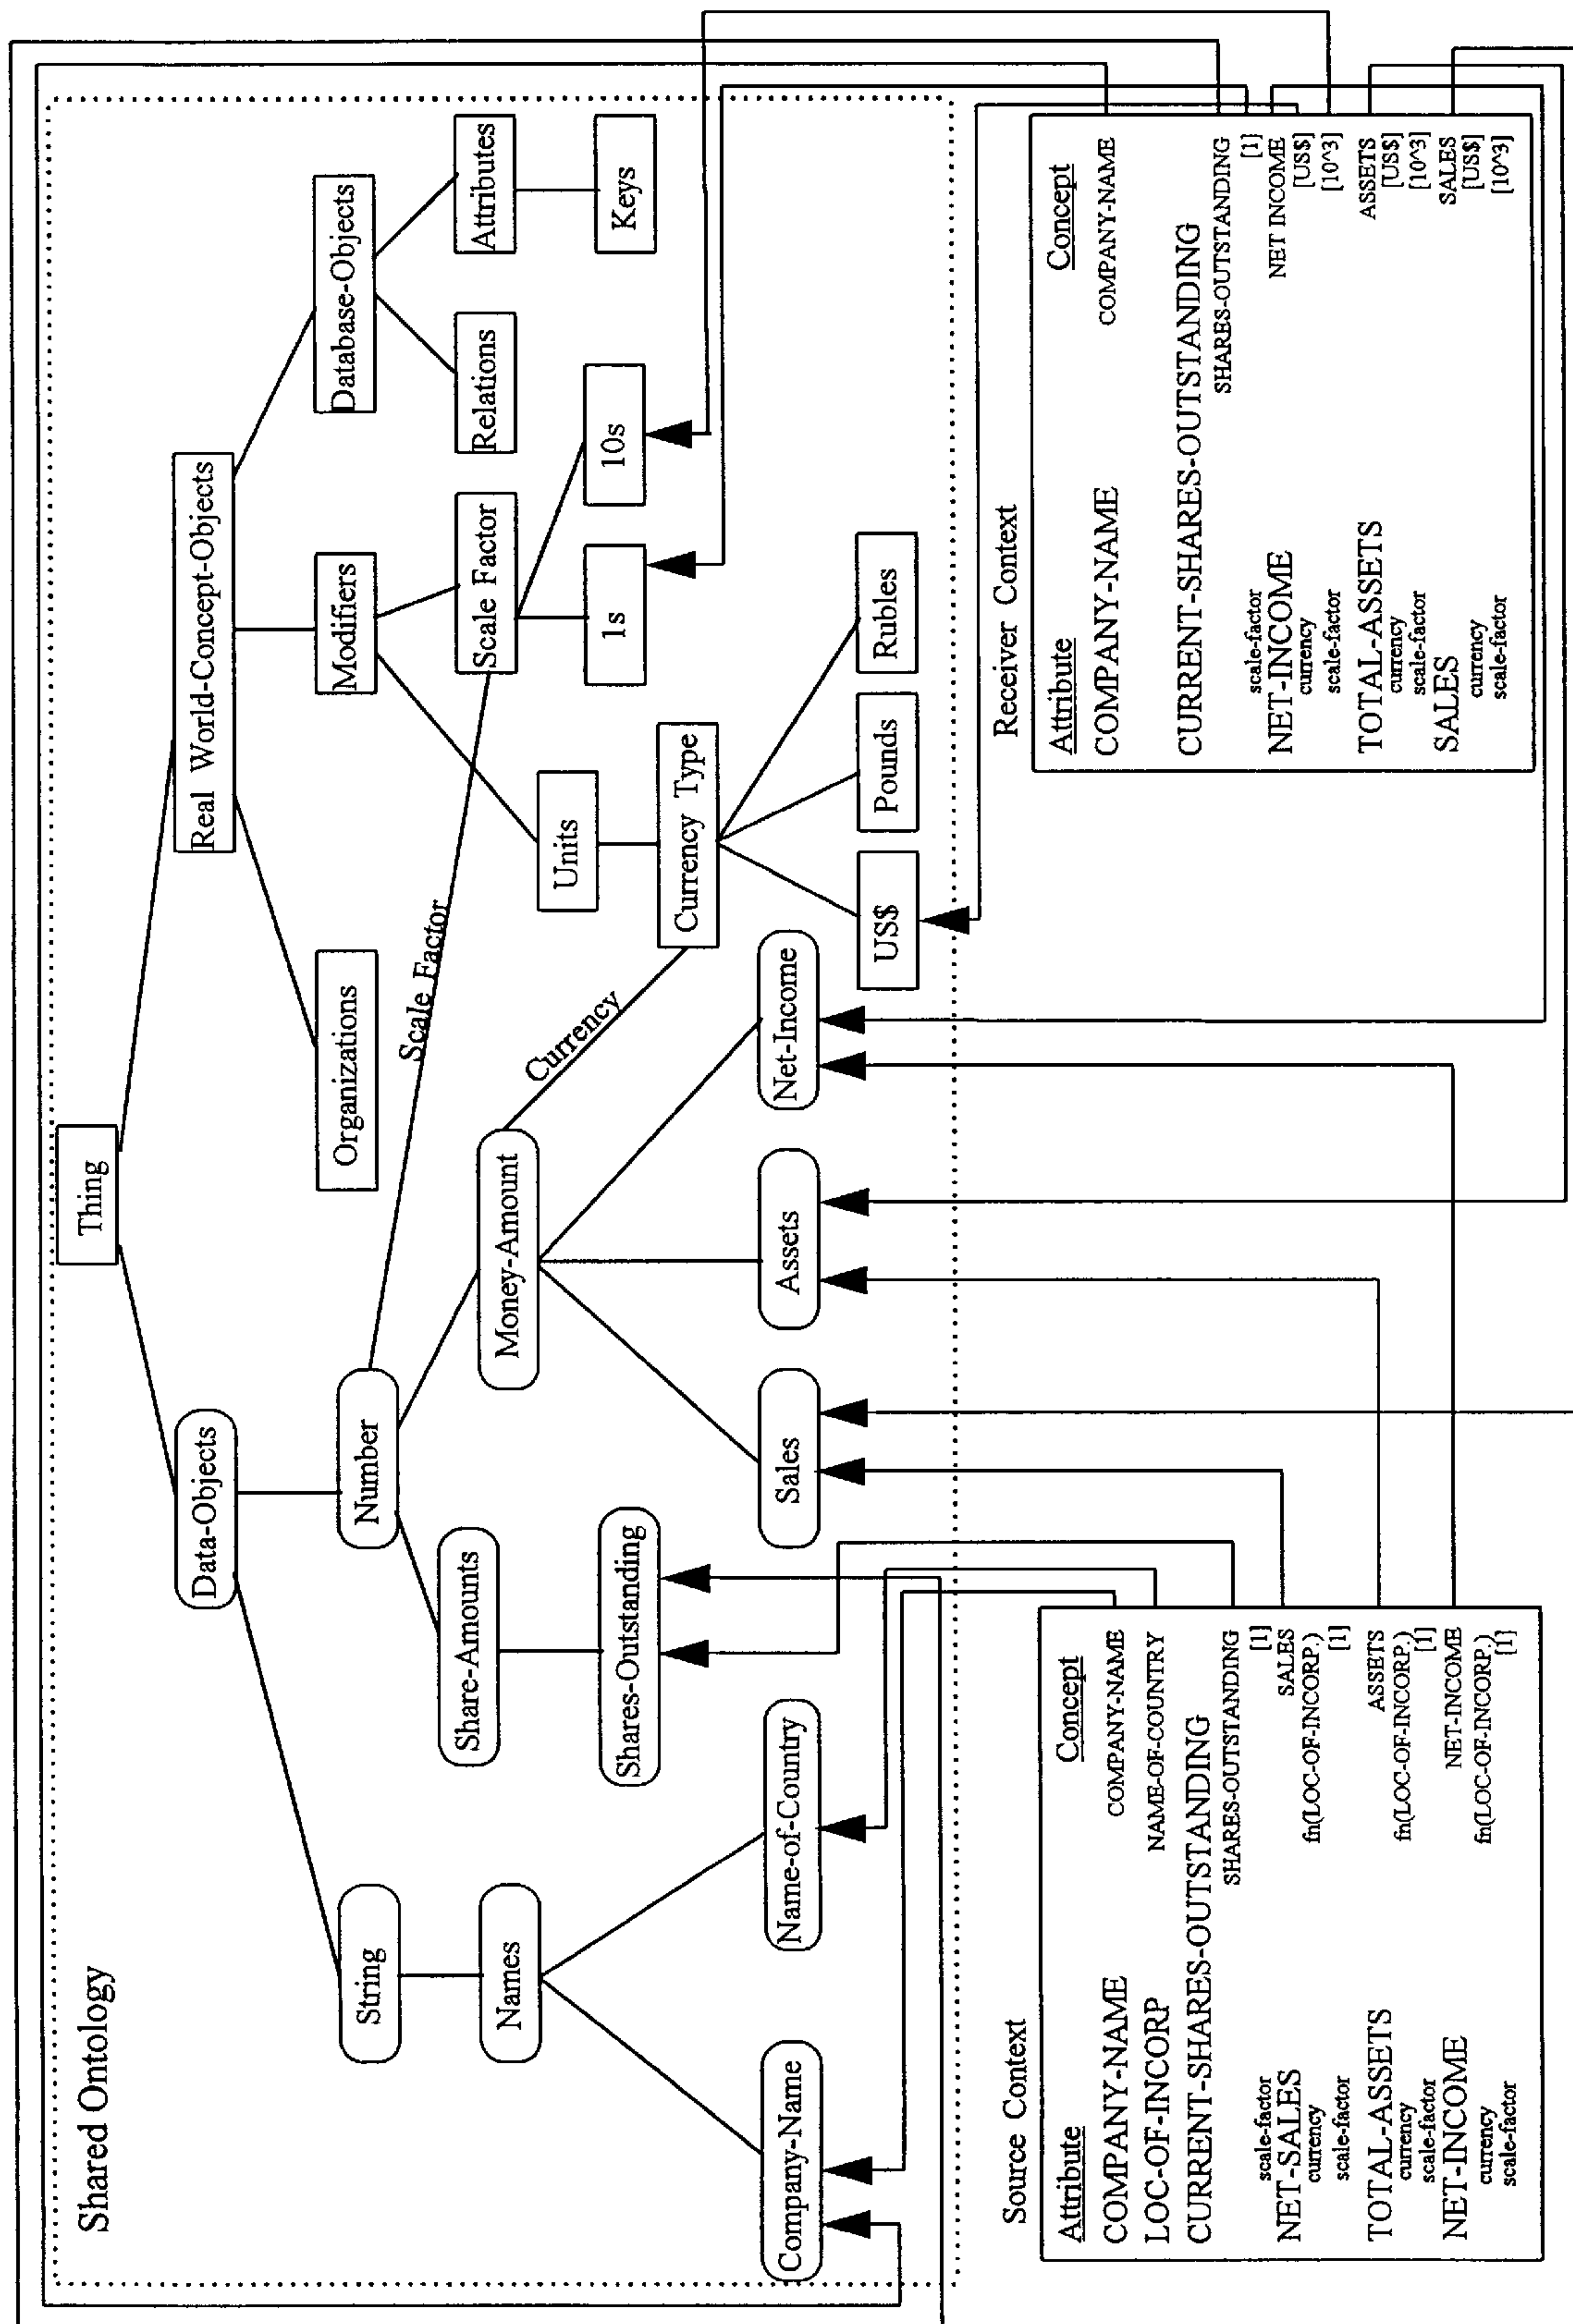 Shared Ontology
Thing
Data-Objects
Real World-Concept-Objects
String
Number
Organizations
Modifiers
Database-Objects
Scale Factor
Names
Share-Amounts
Money-Amount
Currency
Units
Scale Factor
Relations
Attributes
Shares-Outstanding
1s
10s
Keys
Currency Type
Company-Name
Name-of-Country
Sales
Assets
Net-Income
US$
Pounds
Rubles
Source Context
Attribute Concept
COMPANY-NAME COMPANY-NAME
LOC-OF-INCORP NAME-OF-COUNTRY
CURRENT-SHARES-OUTSTANDING
SHARES-OUTSTANDING
scale-factor [1]
NET-SALES SALES
currency fn(LOC-OF-INCORP.)
scale-factor [1]
TOTAL-ASSETS ASSETS
currency fn(LOC-OF-INCORP.)
scale-factor [1]
NET-INCOME NET-INCOME
currency fn(LOC-OF-INCORP.)
scale-factor [1]
Receiver Context
Attribute Concept
COMPANY-NAME COMPANY-NAME
CURRENT-SHARES-OUTSTANDING
SHARES-OUTSTANDING
scale-factor [1]
NET-INCOME NET INCOME
currency [US$]
scale-factor [10^3]
TOTAL-ASSETS ASSETS
currency [US$]
scale-factor [10^3]
SALES SALES
currency [US$]
scale-factor [10^3]